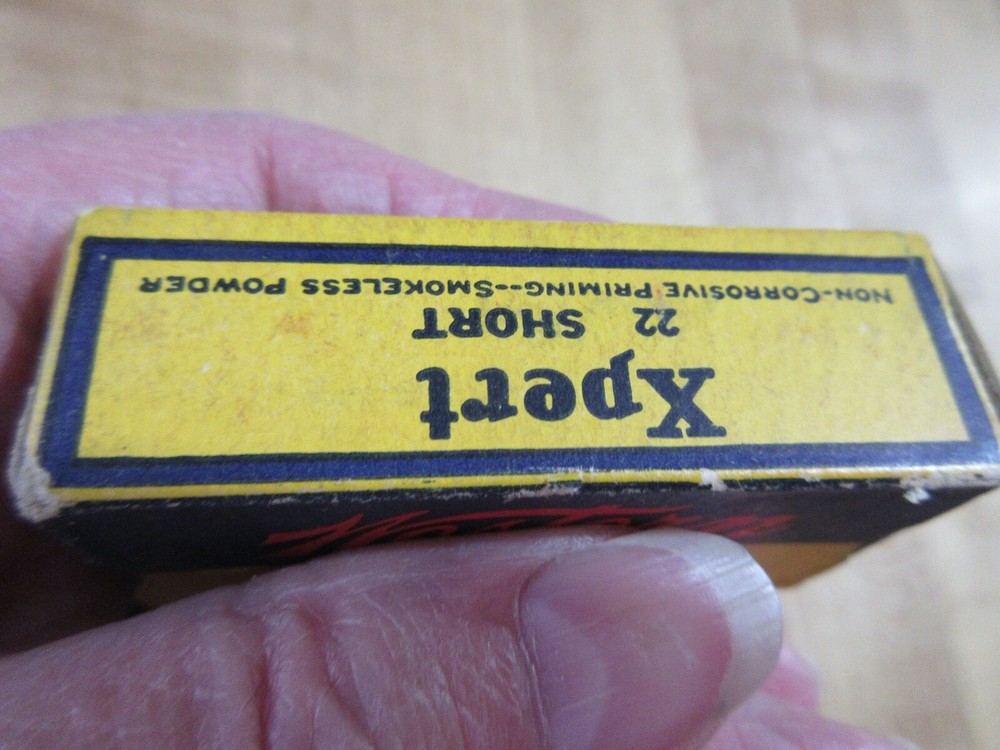 Xpert
22 SHORT
NON-CORROSIVE PRIMING--SMOKELESS POWDER